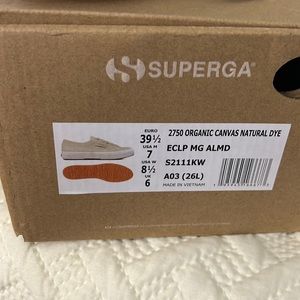 SUPERGA®
EURO
39½
USA M
7
USA W
8½
UK
6
2750 ORGANIC CANVAS NATURAL DYE
ECLP MG ALMD
S2111KW
A03 (26L)
MADE IN VIETNAM